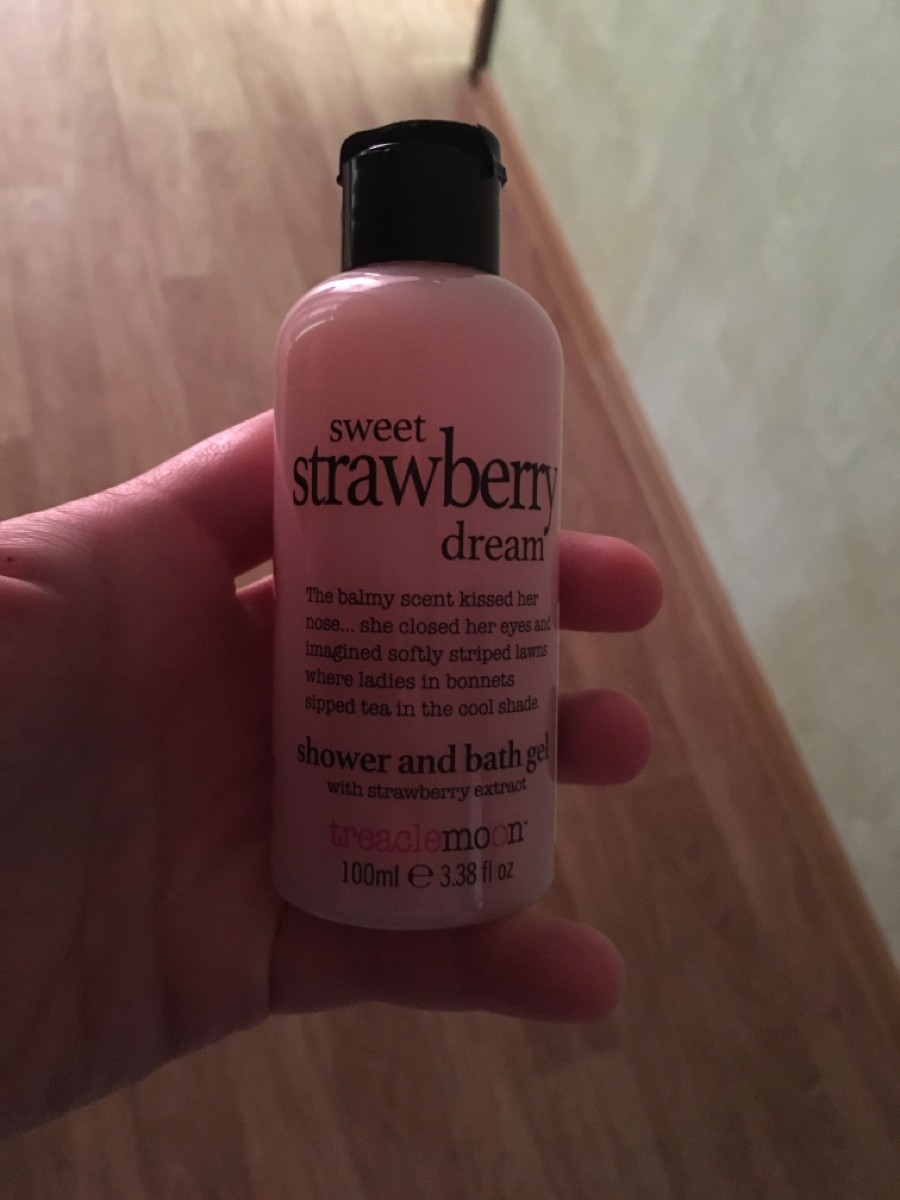 sweet
strawberry
dream
The balmy scent kissed her
nose... she closed her eyes and
imagined softly striped lawns
where ladies in bonnets
sipped tea in the cool shade.
shower and bath gel
with strawberry extract
treaclemoon™
100ml ℮ 3.38 fl oz